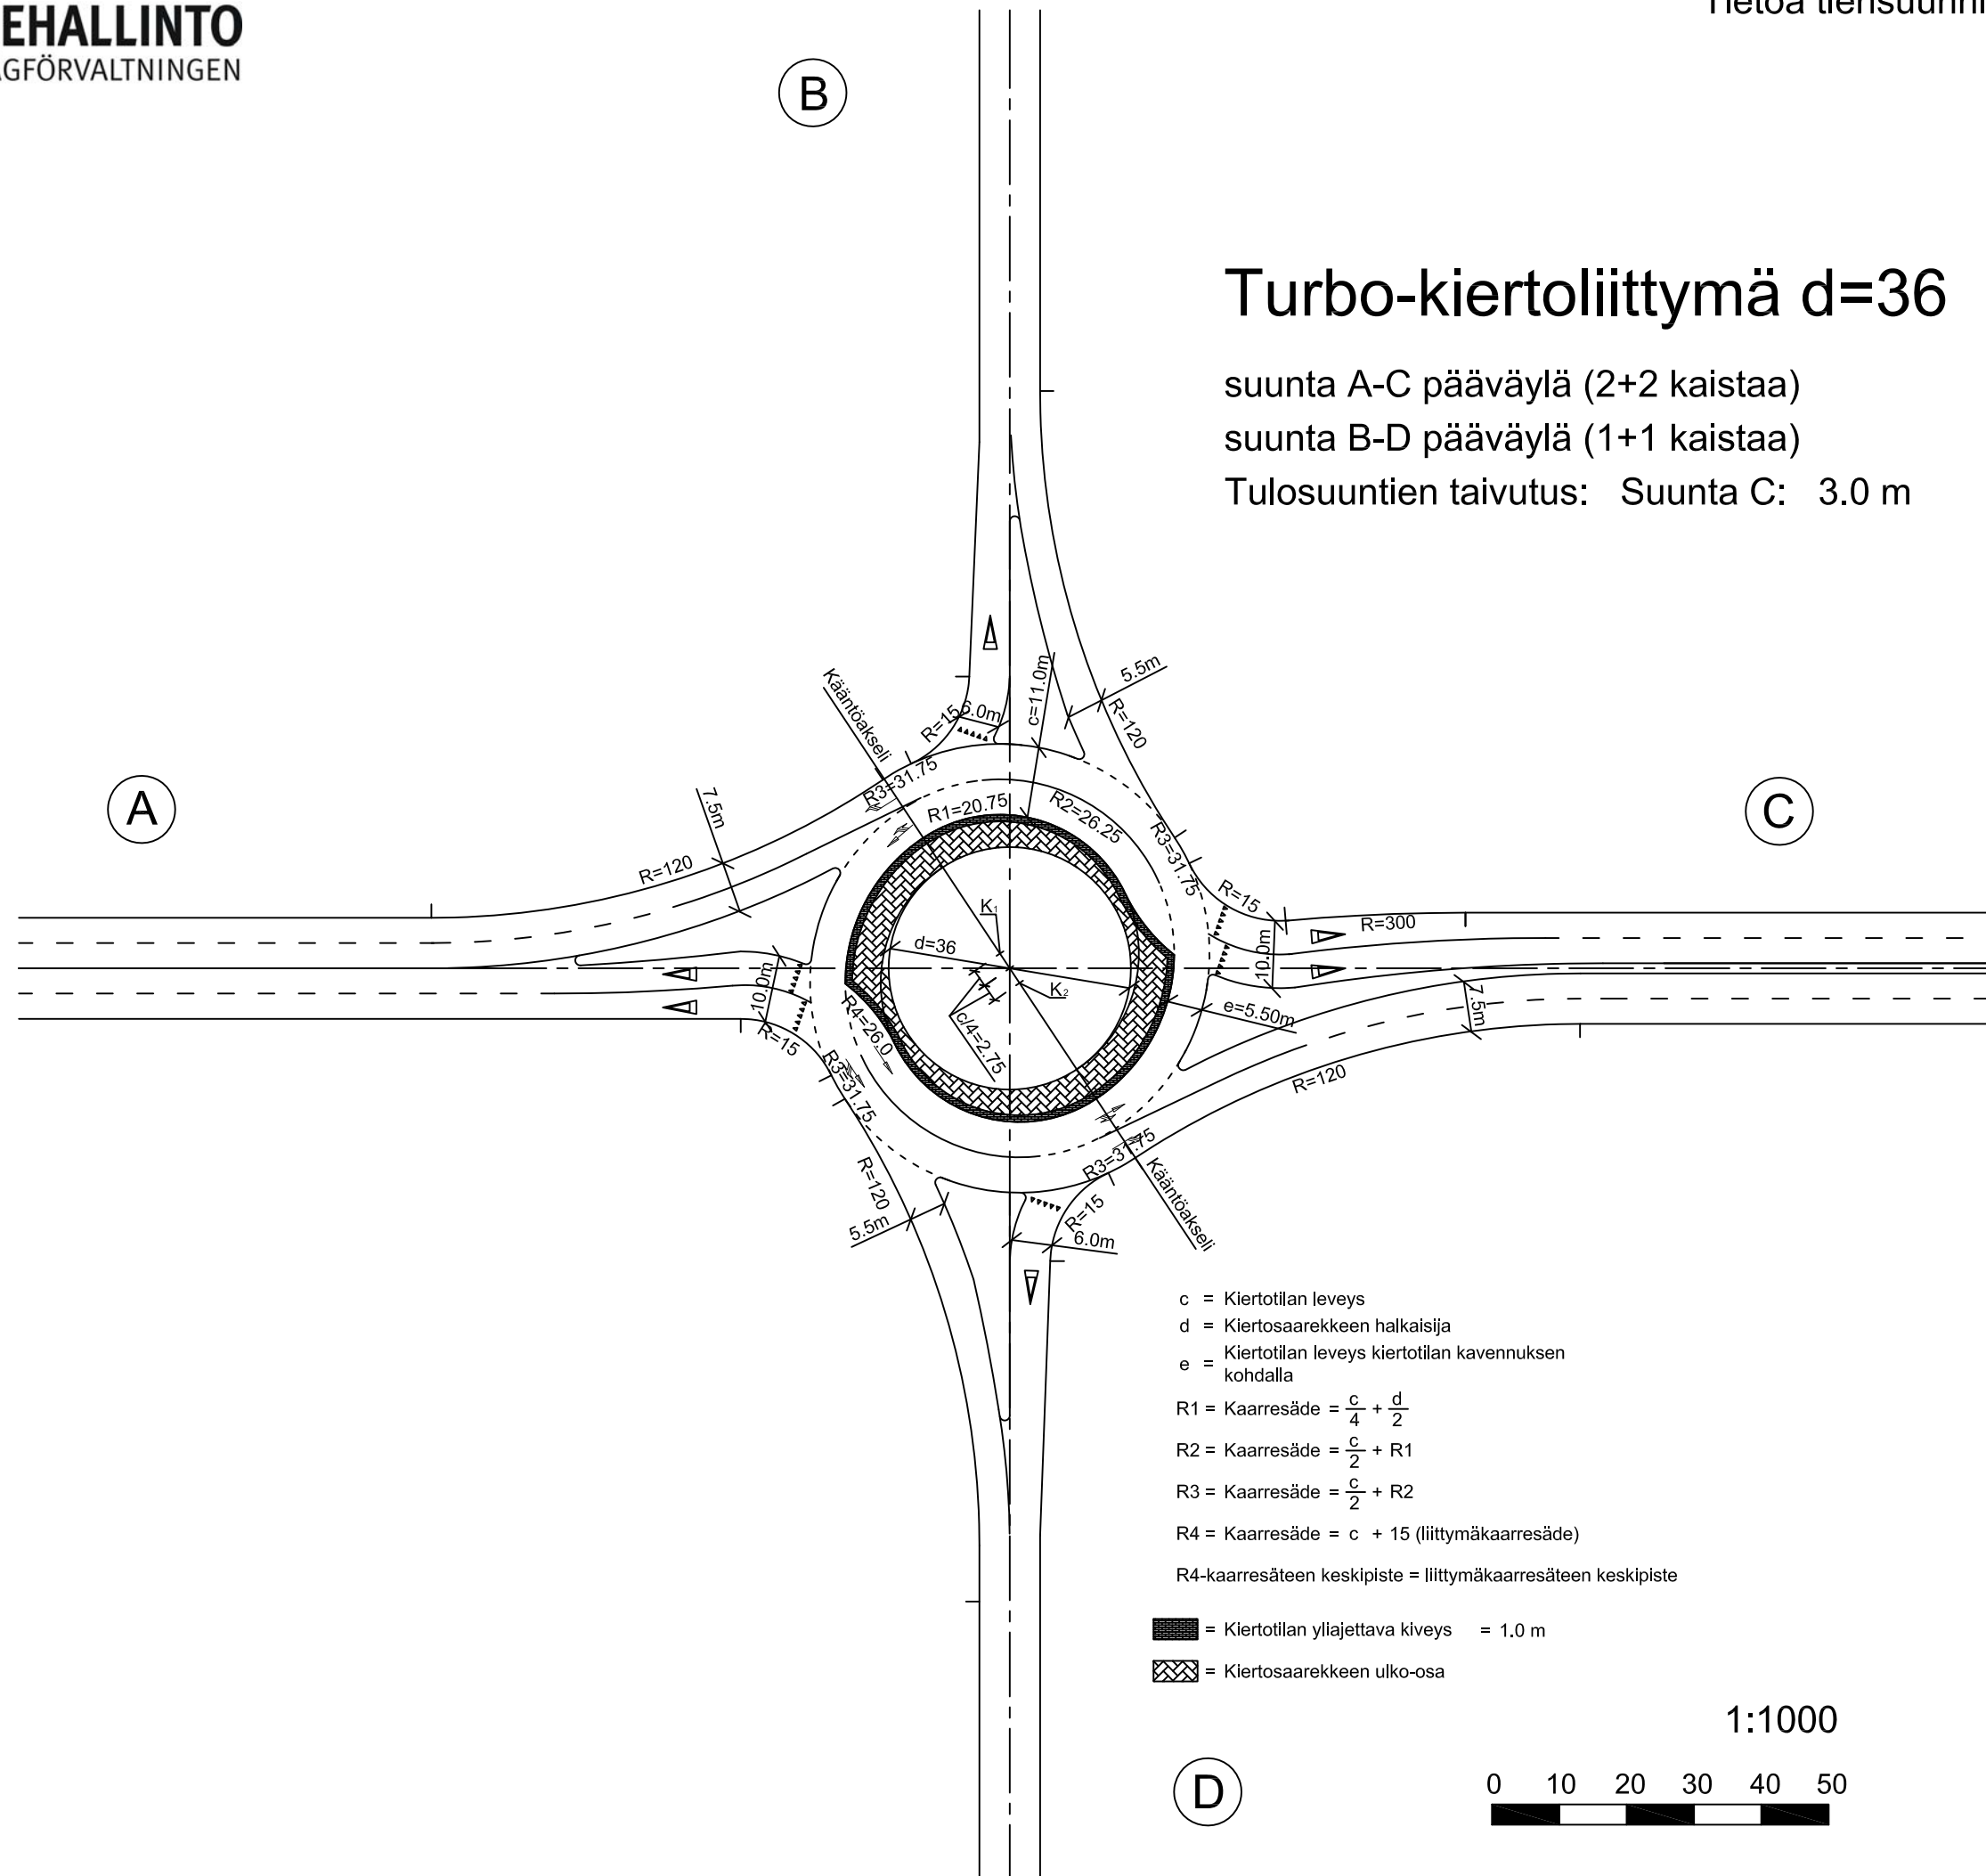 EHALLINTO
GFÖRVALTNINGEN
B
Turbo-kiertoliittymä d=36
suunta A-C pääväylä (2+2 kaistaa)
suunta B-D pääväylä (1+1 kaistaa)
Tulosuuntien taivutus: Suunta C: 3.0 m
Kääntöakseli
R=15
6.0m
c=11.0m
5.5m
R=120
R3=31.75
R1=20.75
R2=26.25
R3=31.75
A
7.5m
R=120
C
R=15
R=300
10.0m
K1
d=36
K2
10.0m
c/4=2.75
R4=26.0
e=5.50m
7.5m
R=15
R3=31.75
R=120
R3=31.75
Kääntöakseli
R=120
5.5m
R=15
6.0m
c = Kiertotilan leveys
d = Kiertosaarekkeen halkaisija
e = Kiertotilan leveys kiertotilan kavennuksen
kohdalla
R1 = Kaarresäde = c/4 + d/2
R2 = Kaarresäde = c/2 + R1
R3 = Kaarresäde = c/2 + R2
R4 = Kaarresäde = c + 15 (liittymäkaarresäde)
R4-kaarresäteen keskipiste = liittymäkaarresäteen keskipiste
= Kiertotilan yliajettava kiveys = 1.0 m
= Kiertosaarekkeen ulko-osa
1:1000
D
0 10 20 30 40 50